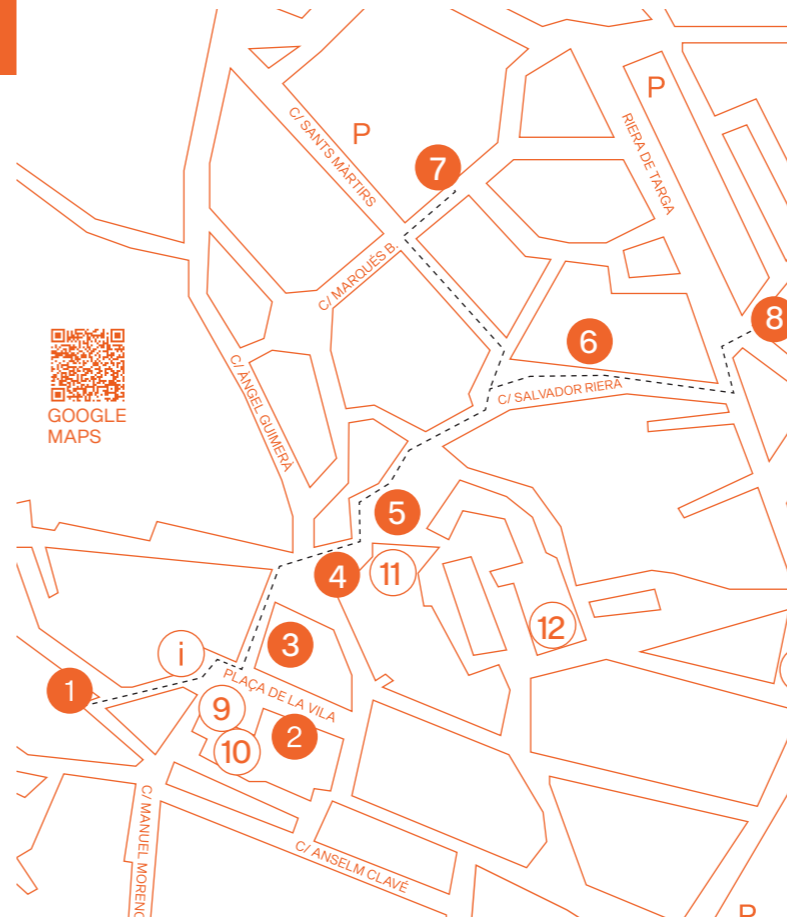 7
P
C/ SANTS MÀRTIRS
P
RIERA DE TARGA
C/ MARQUÉS B.
8
6
C/ SALVADOR RIERA
GOOGLE
MAPS
C/ ÀNGEL GUIMERÀ
5
4
11
12
3
i
1
PLAÇA DE LA VILA
9
2
10
C/ MANUEL MORENO
C/ ANSELM CLAVÉ
P